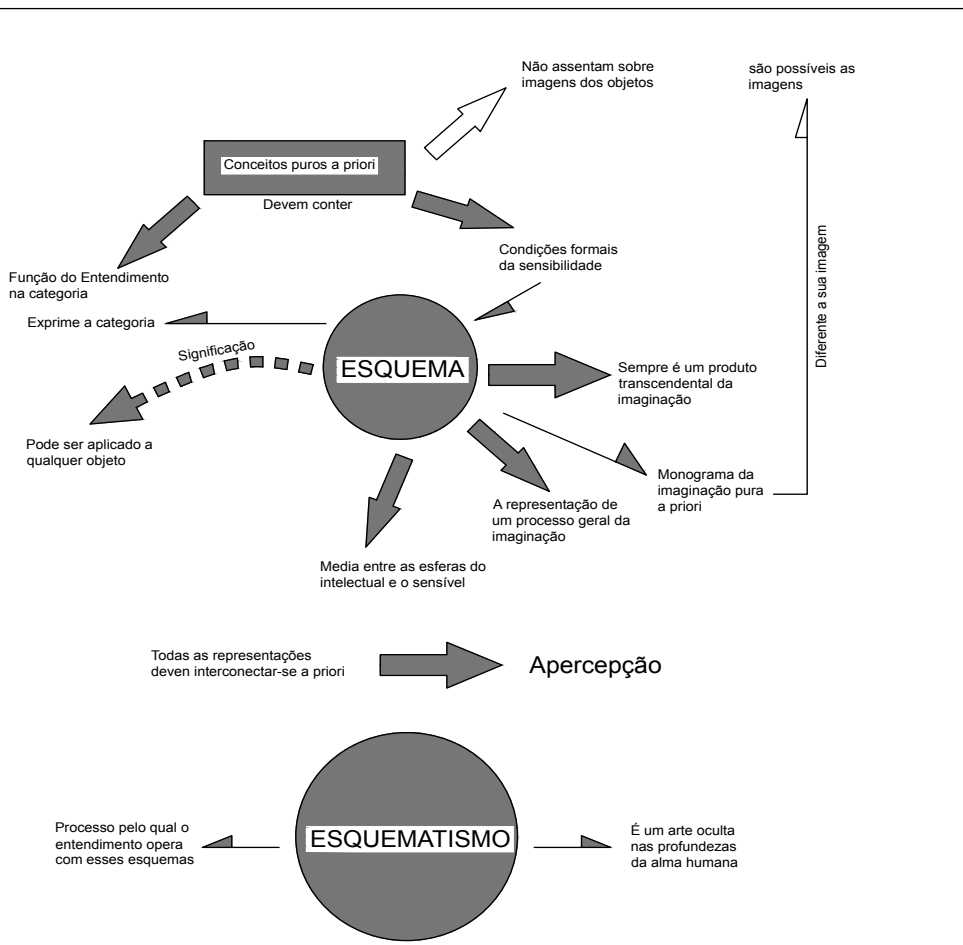 Não assentam sobre
imagens dos objetos
são possíveis as
imagens
Conceitos puros a priori
Devem conter
Condições formais
da sensibilidade
Função do Entendimento
na categoria
Exprime a categoria
Diferente a sua imagem
Significação
ESQUEMA
Sempre é um produto
transcendental da
imaginação
Pode ser aplicado a
qualquer objeto
Monograma da
imaginação pura
a priori
A representação de
um processo geral da
imaginação
Media entre as esferas do
intelectual e o sensível
Todas as representações
deven interconectar-se a priori
Apercepção
Processo pelo qual o
entendimento opera
com esses esquemas
ESQUEMATISMO
É um arte oculta
nas profundezas
da alma humana